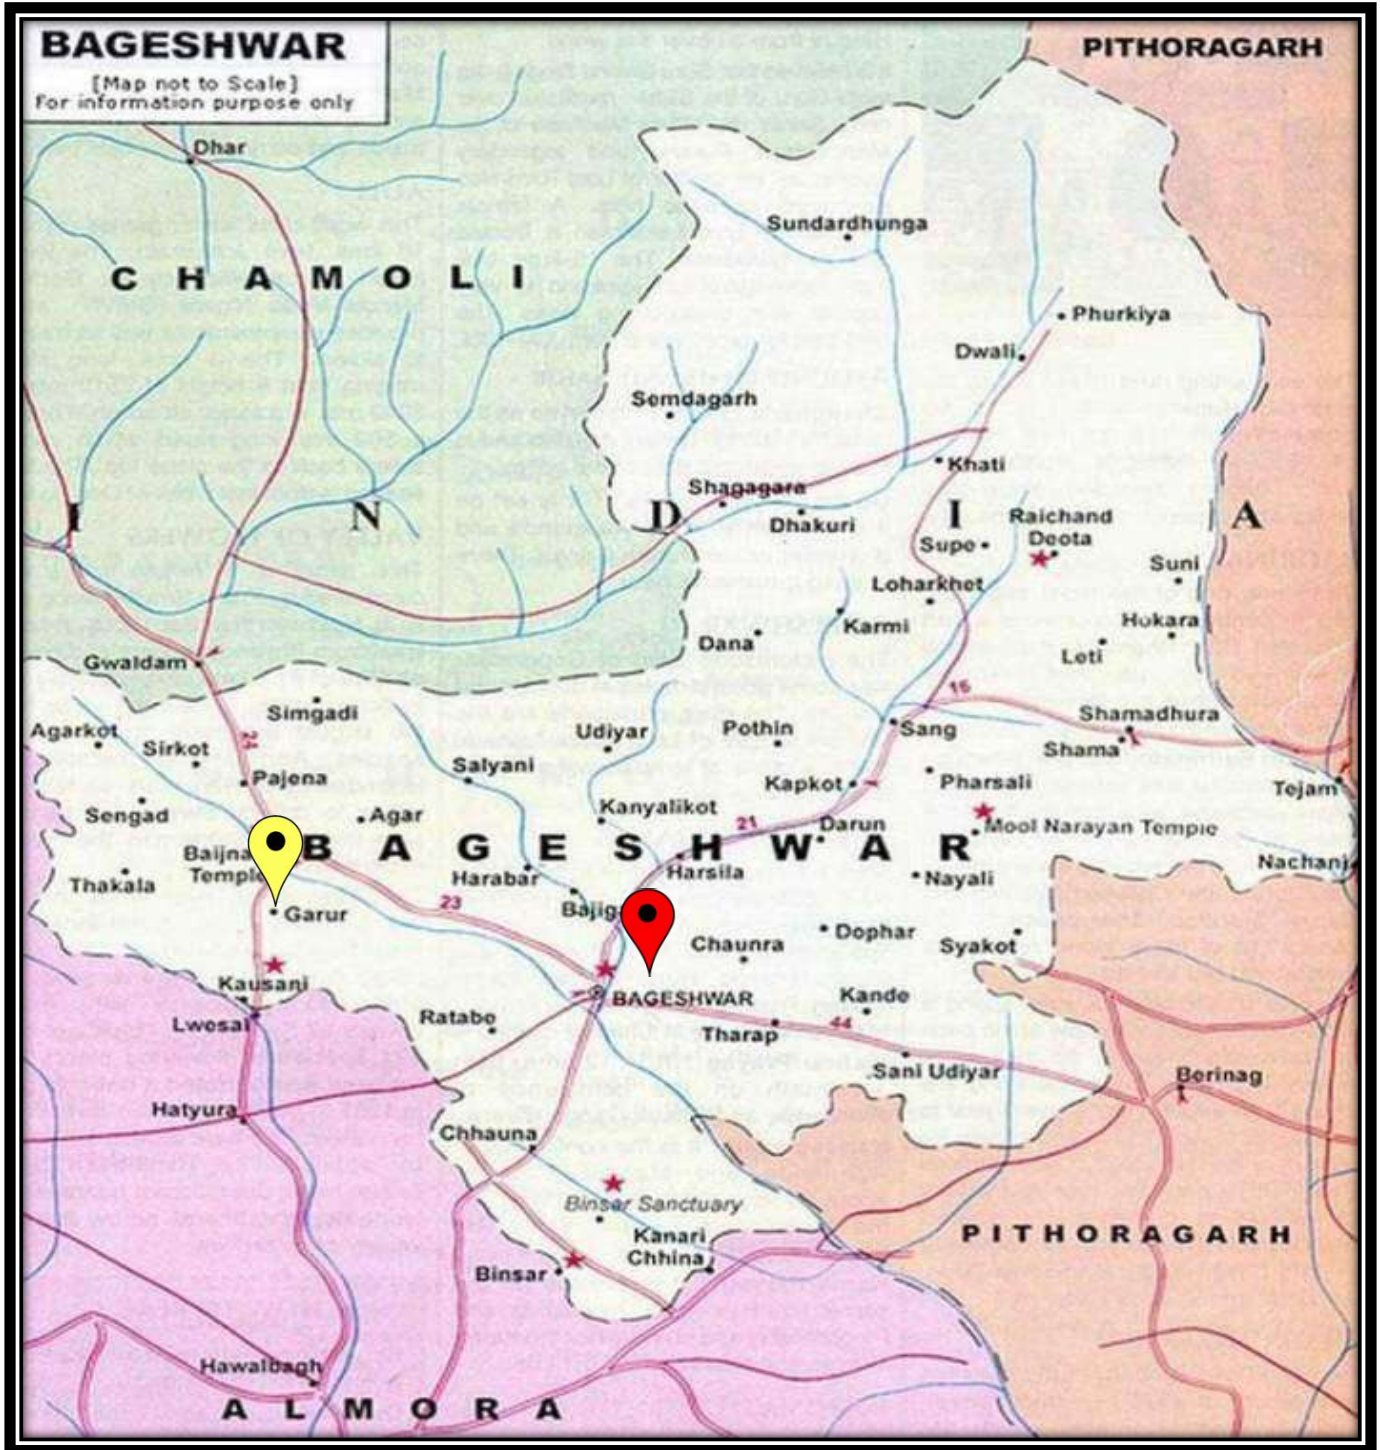 BAGESHWAR
[Map not to Scale]
For information purpose only
PITHORAGARH
Dhar
CHAMOLI
Sundardhunga
Phurkiya
Dwali
Semdagarh
Khati
Shagagara
I N D I A
Dhakuri
Raichand
Deota
Supe
Suni
Loharkhet
Hokara
Karmi
Dana
Leti
Gwaldam
16
Simgadi
Agarkot
Sirkot
24
Udiyar
Pothin
Sang
Shamadhura
Shama
Salyani
Pajena
Kapkot
Pharsali
Tejam
Sengad
Agar
Kanyalikot
21
Darun
Mool Narayan Temple
BAGESHWAR
Temple
Thakala
Harabar
Harsila
Nayali
Nachani
23
Garur
Chaunra
Dophar
Syakot
Kausani
BAGESHWAR
Kande
Lwesal
Ratabe
Tharap
44
Sani Udiyar
Berinag
Hatyura
Chhauna
Binsar Sanctuary
Kanari
Chhina
PITHORAGARH
Binsar
Hawalbagh
ALMORA